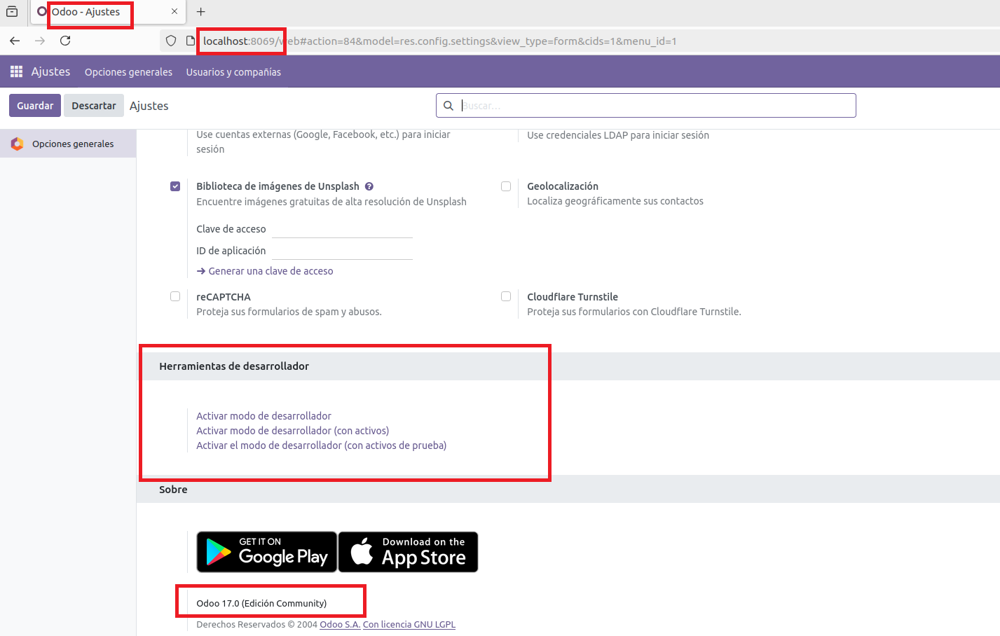 Odoo - Ajustes
localhost:8069/web#action=84&model=res.config.settings&view_type=form&cids=1&menu_id=1
Ajustes Opciones generales Usuarios y compañías
Guardar Descartar Ajustes Buscar...
Opciones generales
Use cuentas externas (Google, Facebook, etc.) para iniciar
sesión
Use credenciales LDAP para iniciar sesión
Biblioteca de imágenes de Unsplash ?
Encuentre imágenes gratuitas de alta resolución de Unsplash
Clave de acceso
ID de aplicación
Generar una clave de acceso
Geolocalización
Localiza geográficamente sus contactos
reCAPTCHA
Proteja sus formularios de spam y abusos.
Cloudflare Turnstile
Proteja sus formularios con Cloudflare Turnstile.
Herramientas de desarrollador
Activar modo de desarrollador
Activar modo de desarrollador (con activos)
Activar el modo de desarrollador (con activos de prueba)
Sobre
GET IT ON
Google Play
Download on the
App Store
Odoo 17.0 (Edición Community)
Derechos Reservados © 2004 Odoo S.A. Con licencia GNU LGPL